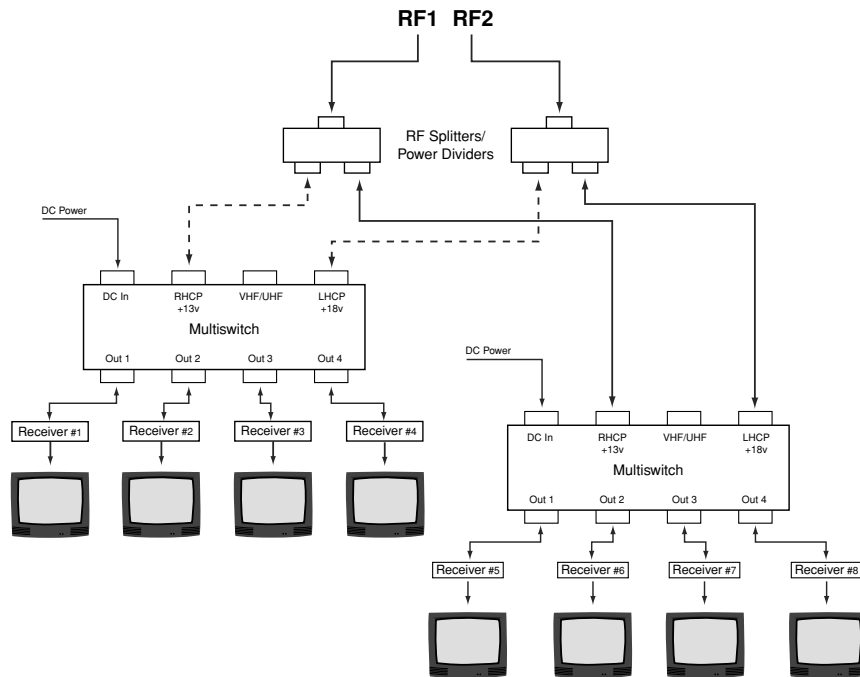 RF1 RF2
RF Splitters/
Power Dividers
DC Power
DC In
RHCP
+13v
VHF/UHF
LHCP
+18v
Multiswitch
Out 1
Out 2
Out 3
Out 4
Receiver #1
Receiver #2
Receiver #3
Receiver #4
DC Power
DC In
RHCP
+13v
VHF/UHF
LHCP
+18v
Multiswitch
Out 1
Out 2
Out 3
Out 4
Receiver #5
Receiver #6
Receiver #7
Receiver #8